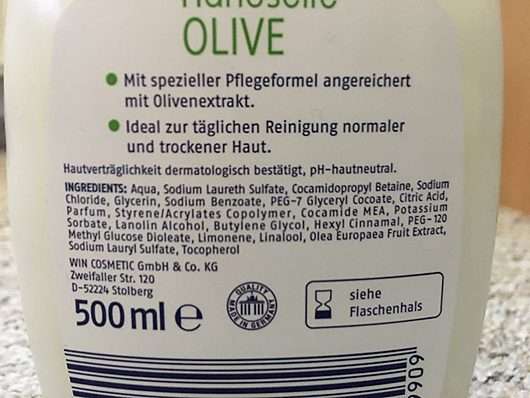 Handseife
OLIVE
• Mit spezieller Pflegeformel angereichert
mit Olivenextrakt.
• Ideal zur täglichen Reinigung normaler
und trockener Haut.
Hautverträglichkeit dermatologisch bestätigt, pH-hautneutral.
INGREDIENTS: Aqua, Sodium Laureth Sulfate, Cocamidopropyl Betaine, Sodium
Chloride, Glycerin, Sodium Benzoate, PEG-7 Glyceryl Cocoate, Citric Acid,
Parfum, Styrene/Acrylates Copolymer, Cocamide MEA, Potassium
Sorbate, Lanolin Alcohol, Butylene Glycol, Hexyl Cinnamal, PEG-120
Methyl Glucose Dioleate, Limonene, Linalool, Olea Europaea Fruit Extract,
Sodium Lauryl Sulfate, Tocopherol
WIN COSMETIC GmbH & Co. KG
Zweifaller Str. 120
D-52224 Stolberg
500 ml e
QUALITY
MADE IN GERMANY
siehe
Flaschenhals
9909